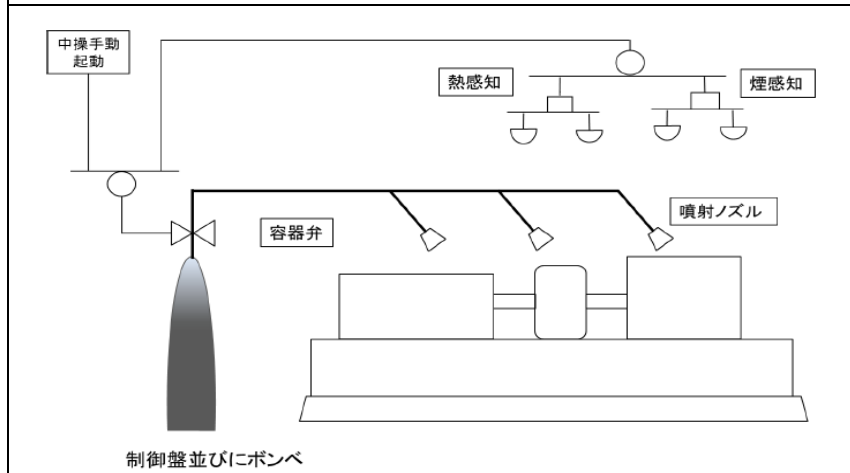 中操手動
起動
熱感知
煙感知
容器弁
噴射ノズル
制御盤並びにボンベ